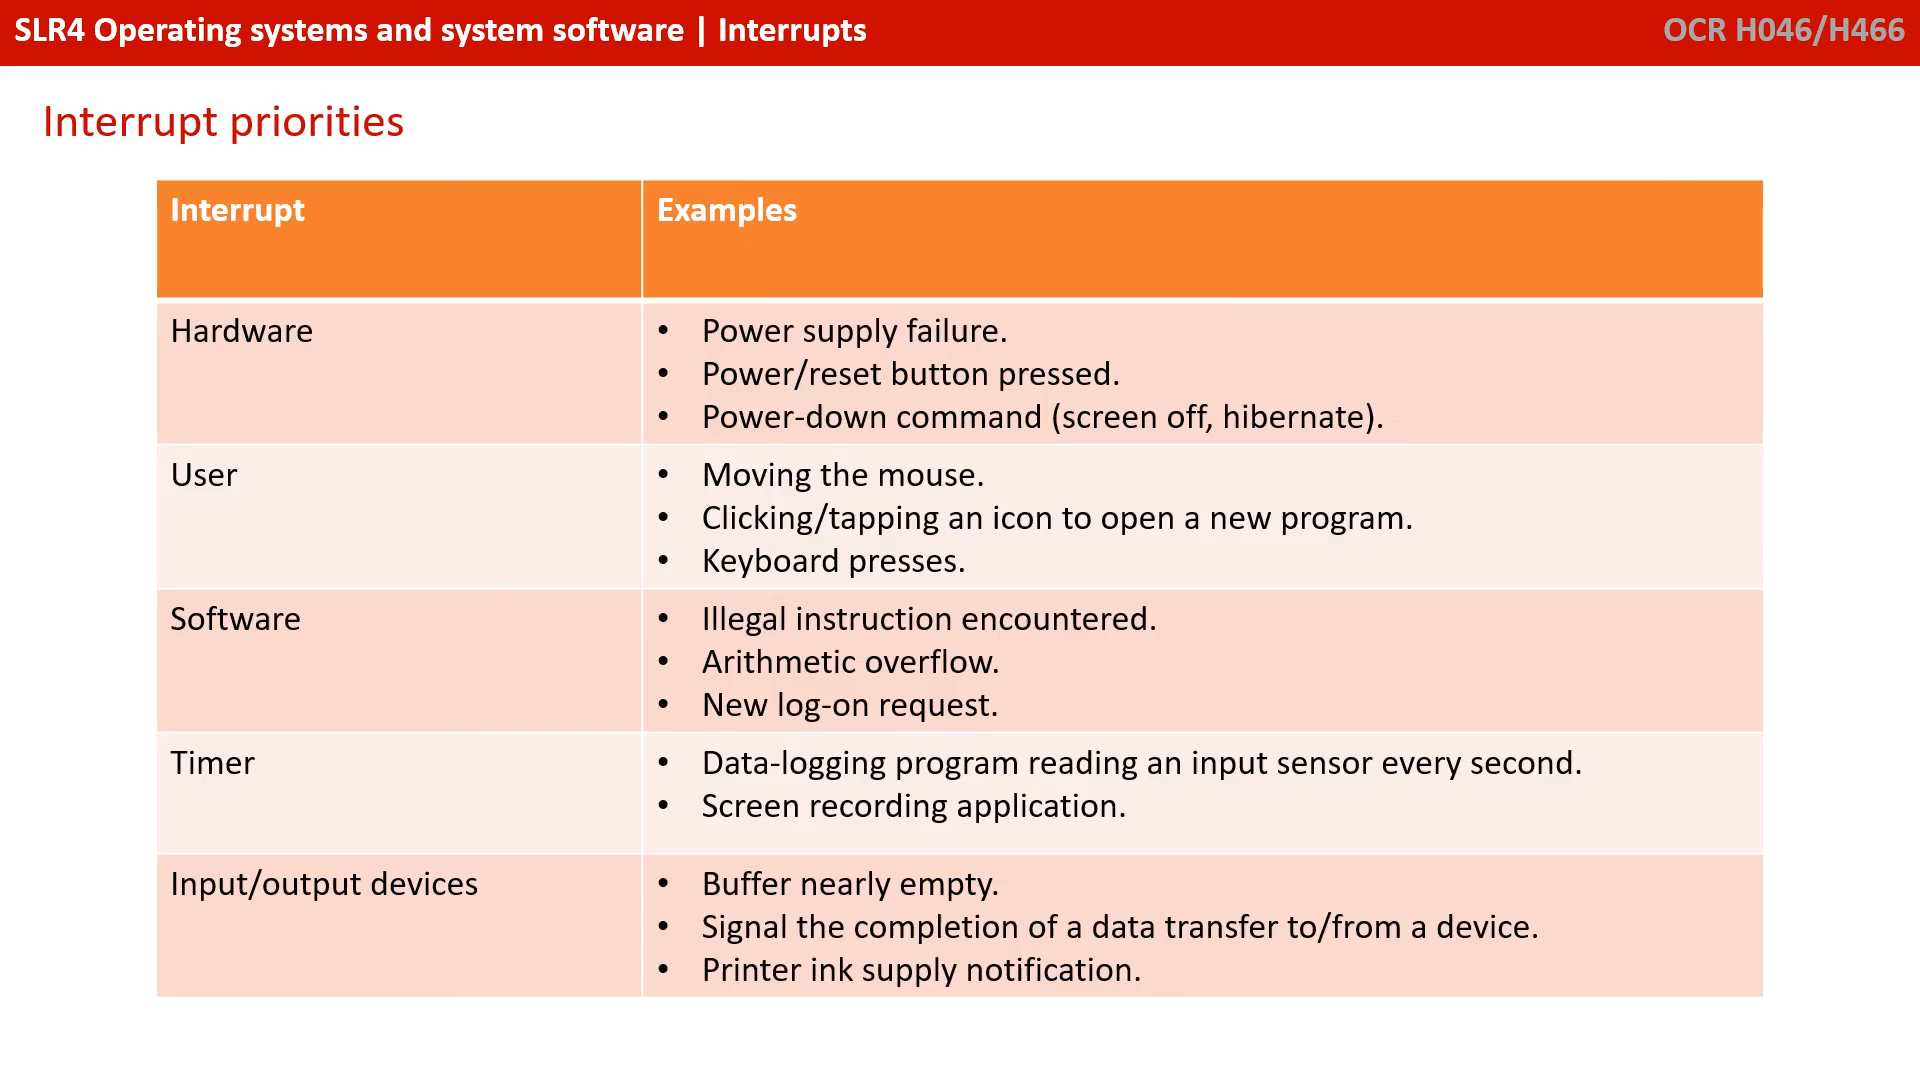 SLR4 Operating systems and system software | Interrupts
OCR H046/H466
Interrupt priorities
Interrupt
Examples
Hardware
• Power supply failure.
• Power/reset button pressed.
• Power-down command (screen off, hibernate).
User
• Moving the mouse.
• Clicking/tapping an icon to open a new program.
• Keyboard presses.
Software
• Illegal instruction encountered.
• Arithmetic overflow.
• New log-on request.
Timer
• Data-logging program reading an input sensor every second.
• Screen recording application.
Input/output devices
• Buffer nearly empty.
• Signal the completion of a data transfer to/from a device.
• Printer ink supply notification.